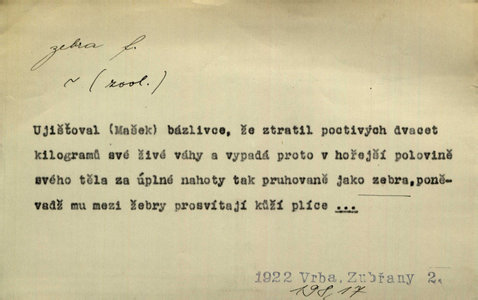 zebra f.
~ (zool.)
Ujišťoval (Mašek) bázlivce, že ztratil poctivých dvacet
kilogramů své živé váhy a vypadá proto v hořejší polovině
svého těla za úplné nahoty tak pruhovaně jako zebra,poně-
vadž mu mezi žebry prosvítají kůží plíce ...
1922 Vrba. Zubřany 2.
198,17